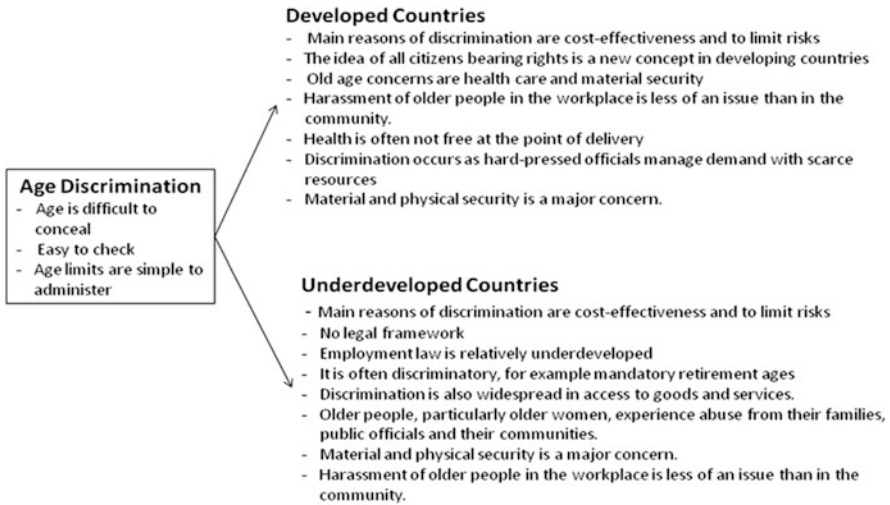 Developed Countries
- Main reasons of discrimination are cost-effectiveness and to limit risks
- The idea of all citizens bearing rights is a new concept in developing countries
- Old age concerns are health care and material security
- Harassment of older people in the workplace is less of an issue than in the
community.
- Health is often not free at the point of delivery
- Discrimination occurs as hard-pressed officials manage demand with scarce
resources
- Material and physical security is a major concern.
Age Discrimination
- Age is difficult to
conceal
- Easy to check
- Age limits are simple to
administer
Underdeveloped Countries
- Main reasons of discrimination are cost-effectiveness and to limit risks
- No legal framework
- Employment law is relatively underdeveloped
- It is often discriminatory, for example mandatory retirement ages
- Discrimination is also widespread in access to goods and services.
- Older people, particularly older women, experience abuse from their families,
public officials and their communities.
- Material and physical security is a major concern.
- Harassment of older people in the workplace is less of an issue than in the
community.